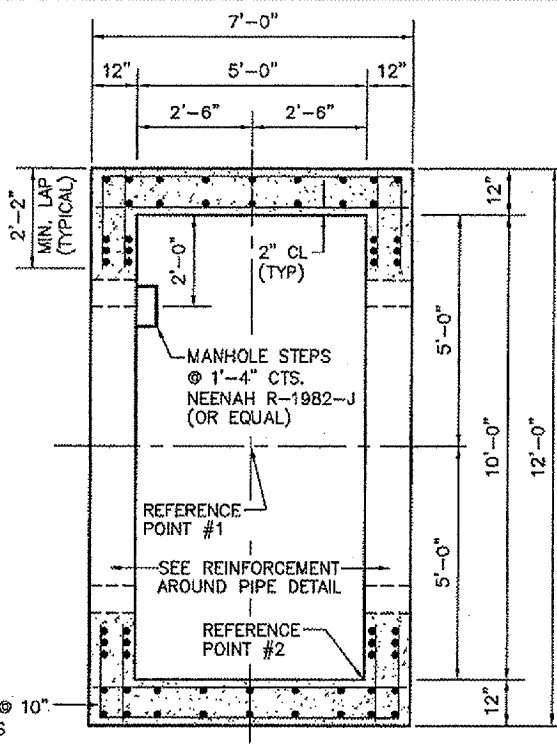 7'-0"
12" 5'-0" 12"
2'-6" 2'-6"
2'-2"
MIN. LAP
(TYPICAL)
12"
2'-0"
2" CL
(TYP)
MANHOLE STEPS
@ 1'-4" CTS.
NEENAH R-1982-J
(OR EQUAL)
5'-0"
10'-0"
12'-0"
REFERENCE
POINT #1
SEE REINFORCEMENT
AROUND PIPE DETAIL
5'-0"
REFERENCE
POINT #2
@ 10"
S
12"